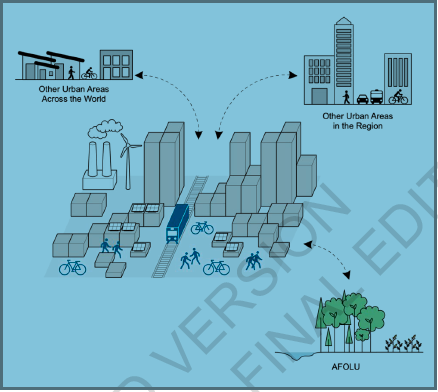 Other Urban Areas
Across the World
Other Urban Areas
in the Region
AFOLU
D VERSION
FINAL EDIT